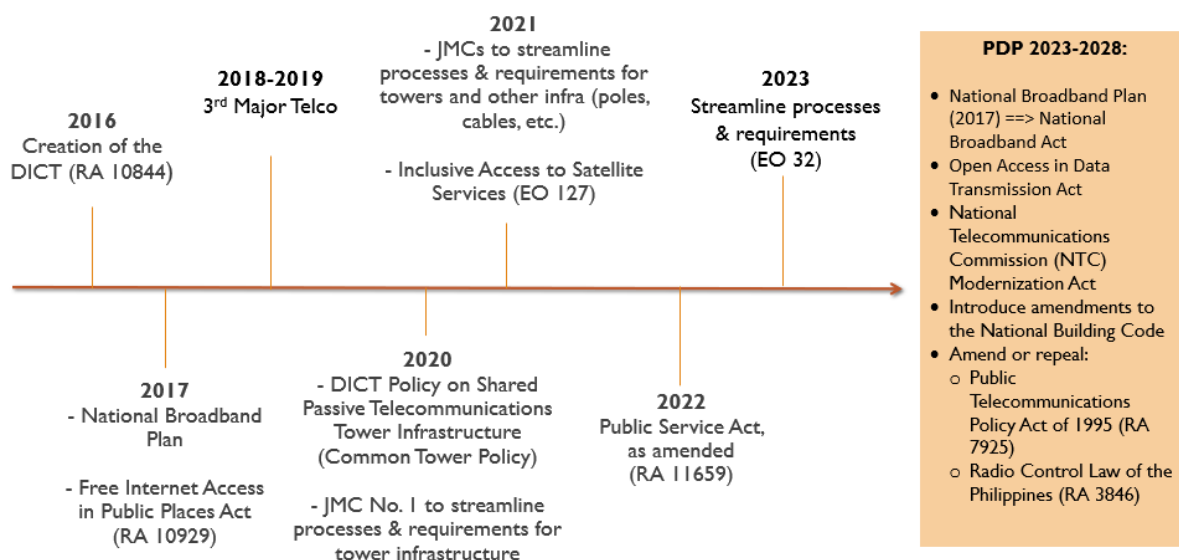 2016
Creation of the
DICT (RA 10844)
2017
- National Broadband
Plan
- Free Internet Access
in Public Places Act
(RA 10929)
2018-2019
3rd Major Telco
2020
- DICT Policy on Shared
Passive Telecommunications
Tower Infrastructure
(Common Tower Policy)
- JMC No. 1 to streamline
processes & requirements for
tower infrastructure
2021
- JMCs to streamline
processes & requirements for
towers and other infra (poles,
cables, etc.)
- Inclusive Access to Satellite
Services (EO 127)
2022
Public Service Act,
as amended
(RA 11659)
2023
Streamline processes
& requirements
(EO 32)
PDP 2023-2028:
• National Broadband Plan
(2017) ==> National
Broadband Act
• Open Access in Data
Transmission Act
• National
Telecommunications
Commission (NTC)
Modernization Act
• Introduce amendments to
the National Building Code
• Amend or repeal:
o Public
Telecommunications
Policy Act of 1995 (RA
7925)
o Radio Control Law of the
Philippines (RA 3846)